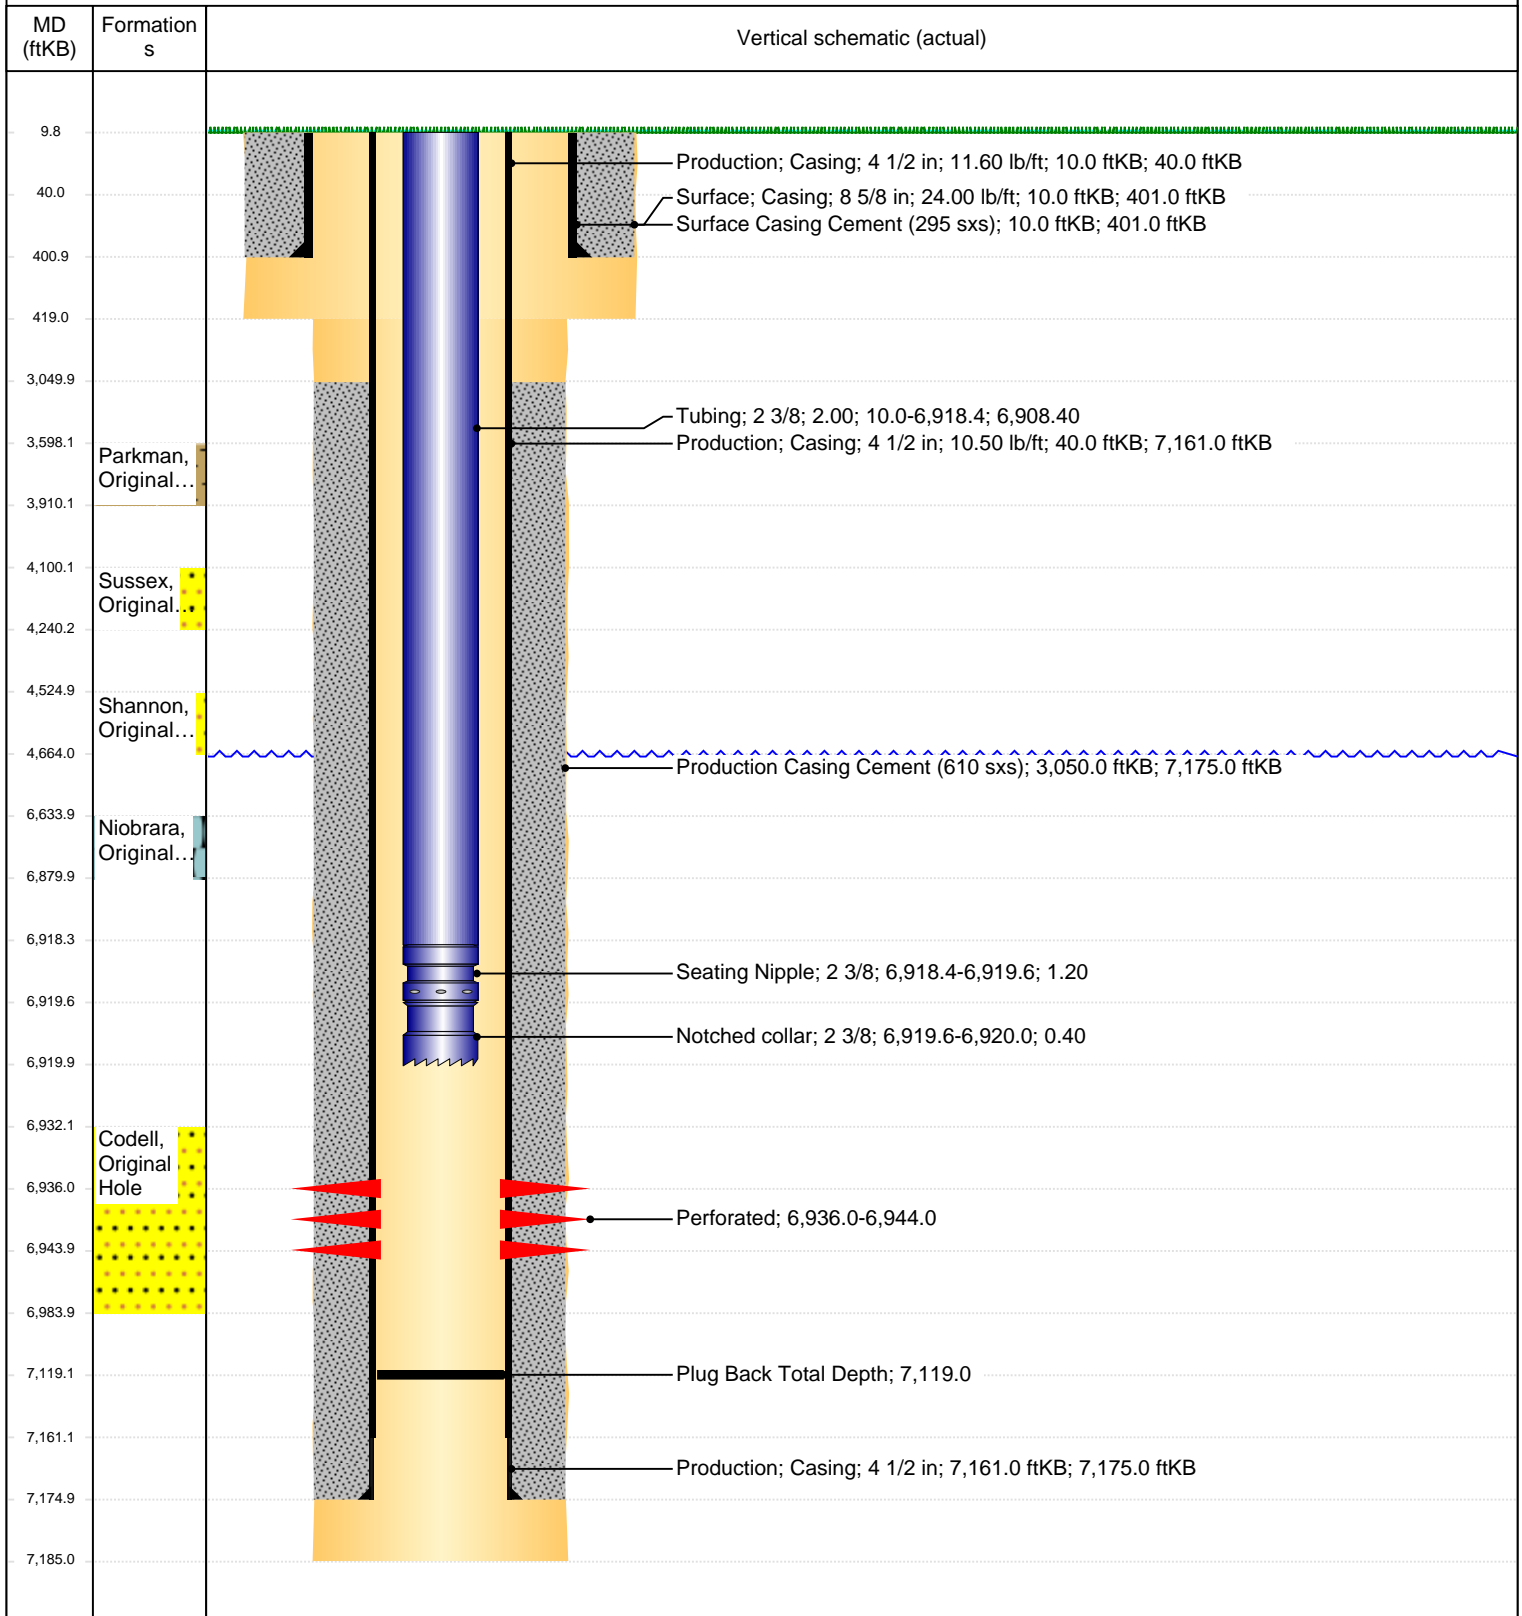 MD
(ftKB)
Formation
s
Vertical schematic (actual)
9.8
Production; Casing; 4 1/2 in; 11.60 lb/ft; 10.0 ftKB; 40.0 ftKB
40.0
Surface; Casing; 8 5/8 in; 24.00 lb/ft; 10.0 ftKB; 401.0 ftKB
Surface Casing Cement (295 sxs); 10.0 ftKB; 401.0 ftKB
400.9
419.0
3,049.9
Tubing; 2 3/8; 2.00; 10.0-6,918.4; 6,908.40
3,598.1
Production; Casing; 4 1/2 in; 10.50 lb/ft; 40.0 ftKB; 7,161.0 ftKB
Parkman,
Original…
3,910.1
4,100.1
Sussex,
Original…
4,240.2
4,524.9
Shannon,
Original…
4,664.0
Production Casing Cement (610 sxs); 3,050.0 ftKB; 7,175.0 ftKB
6,633.9
Niobrara,
Original…
6,879.9
6,918.3
Seating Nipple; 2 3/8; 6,918.4-6,919.6; 1.20
6,919.6
Notched collar; 2 3/8; 6,919.6-6,920.0; 0.40
6,919.9
6,932.1
Codell,
Original
Hole
6,936.0
Perforated; 6,936.0-6,944.0
6,943.9
6,983.9
7,119.1
Plug Back Total Depth; 7,119.0
7,161.1
Production; Casing; 4 1/2 in; 7,161.0 ftKB; 7,175.0 ftKB
7,174.9
7,185.0